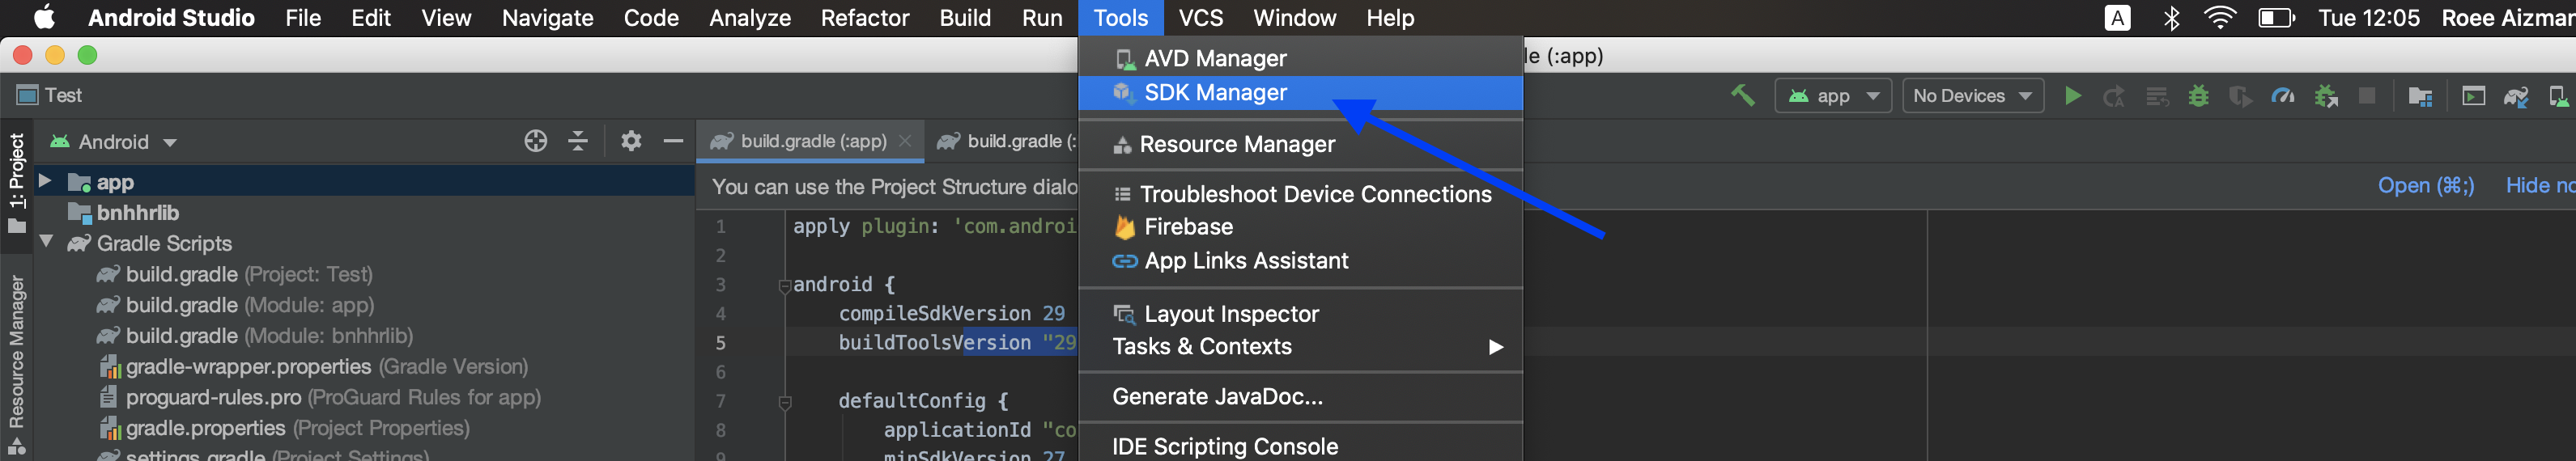 Android Studio File Edit View Navigate Code Analyze Refactor Build Run Tools VCS Window Help A Tue 12:05 Roee Aizman
AVD Manager
SDK Manager
Resource Manager
Troubleshoot Device Connections
Firebase
App Links Assistant
Layout Inspector
Tasks & Contexts
Generate JavaDoc...
IDE Scripting Console
le (:app)
Test
app
No Devices
1: Project
Resource Manager
Android
app
bnhhrlib
Gradle Scripts
build.gradle (Project: Test)
build.gradle (Module: app)
build.gradle (Module: bnhhrlib)
gradle-wrapper.properties (Gradle Version)
proguard-rules.pro (ProGuard Rules for app)
gradle.properties (Project Properties)
settings.gradle (Project Settings)
build.gradle (:app) build.gradle (:
You can use the Project Structure dialo
Open (⌘;) Hide no
1 apply plugin: 'com.androi
2
3 android {
4 compileSdkVersion 29
5 buildToolsVersion "29
6
7 defaultConfig {
8 applicationId "co
9 minSdkVersion 27